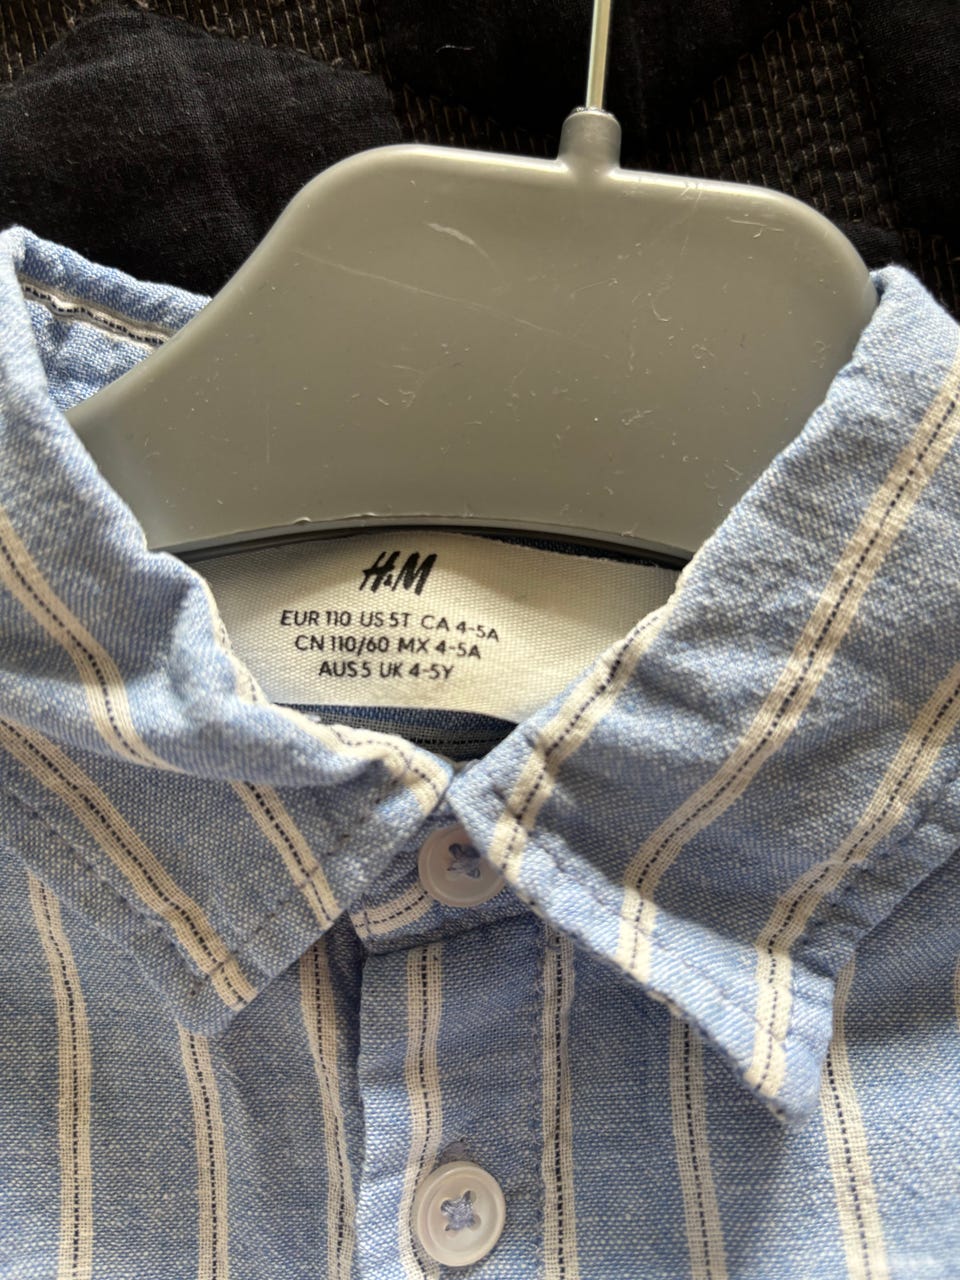 H&M
EUR 110 US 5T CA 4-5A
CN 110/60 MX 4-5A
AUS 5 UK 4-5Y